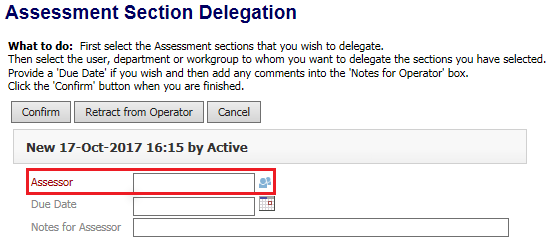 Assessment Section Delegation
What to do: First select the Assessment sections that you wish to delegate.
Then select the user, department or workgroup to whom you want to delegate the sections you have selected.
Provide a 'Due Date' if you wish and then add any comments into the 'Notes for Operator' box.
Click the 'Confirm' button when you are finished.
Confirm Retract from Operator Cancel
New 17-Oct-2017 16:15 by Active
Assessor
Due Date
Notes for Assessor